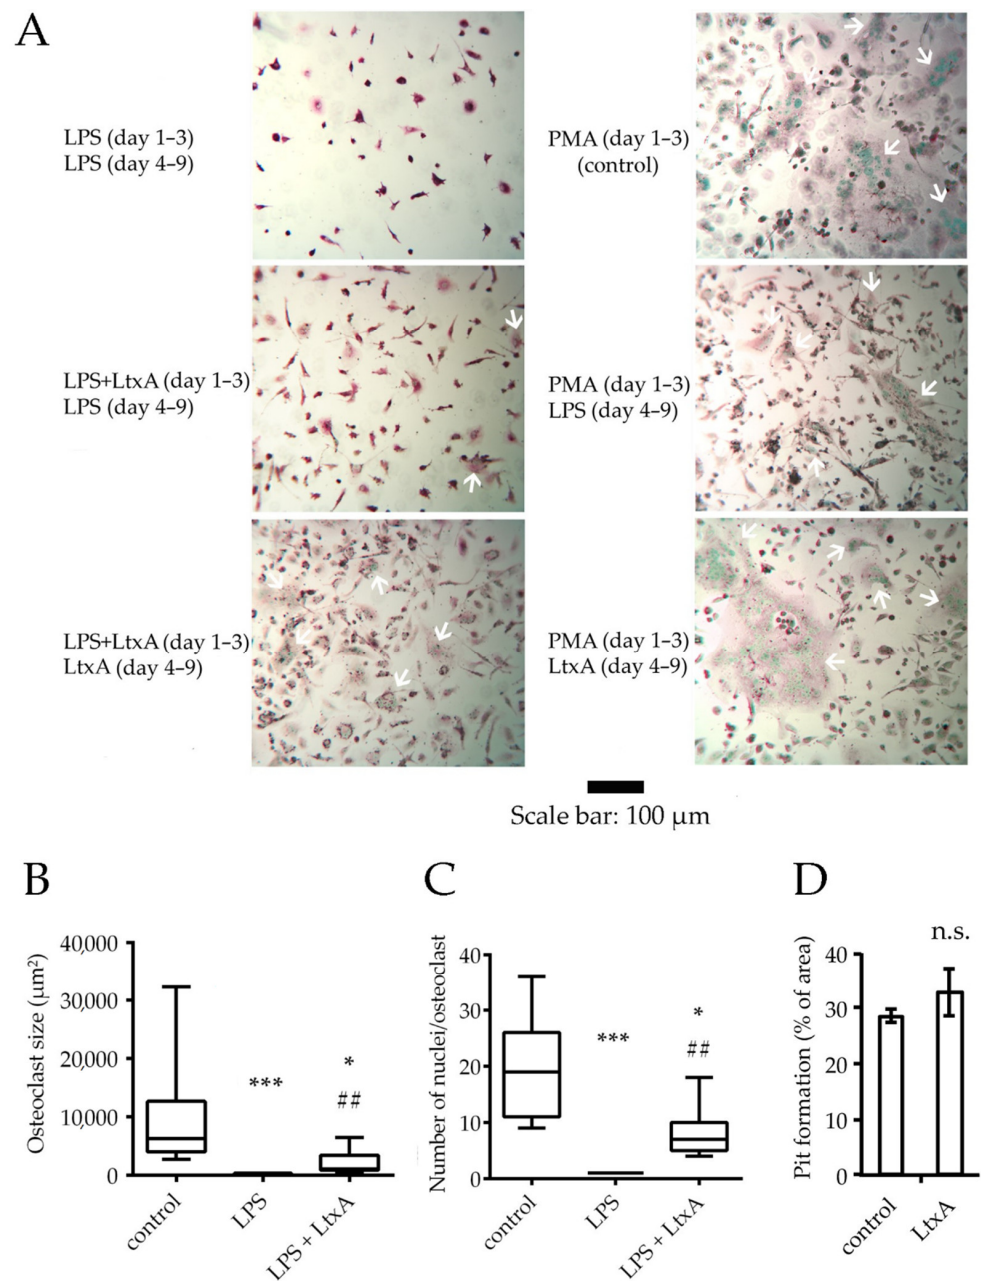 A
LPS (day 1–3)
LPS (day 4–9)
PMA (day 1–3)
(control)
LPS+LtxA (day 1–3)
LPS (day 4–9)
PMA (day 1–3)
LPS (day 4–9)
LPS+LtxA (day 1–3)
LtxA (day 4–9)
PMA (day 1–3)
LtxA (day 4–9)
Scale bar: 100 µm
B
Osteoclast size (µm²)
40,000
30000
20,000
10000
0
***
*
##
control
LPS
LPS + LtxA
C
Number of nuclei/osteoclast
40
30
20
10
0
***
*
##
control
LPS
LPS + LtxA
D
Pit formation (% of area)
n.s.
40
30
20
10
0
control
LtxA